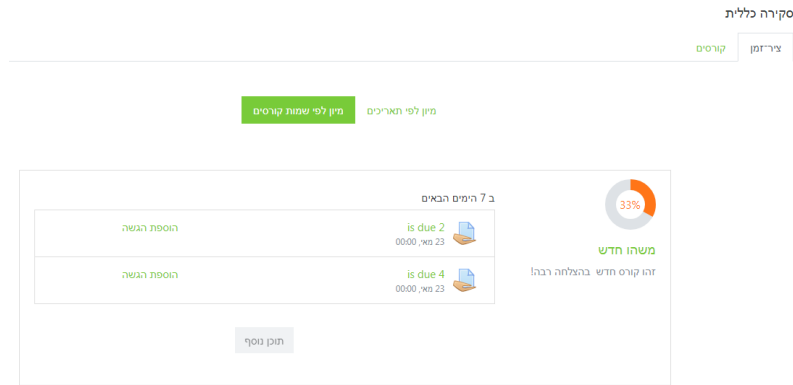 סקירה כללית
ציר־זמן
קורסים
מיון לפי תאריכים
מיון לפי שמות קורסים
33%
משהו חדש
זהו קורס חדש בהצלחה רבה!
ב 7 הימים הבאים
is due 2
הוספת הגשה
23 מאי, 00:00
is due 4
הוספת הגשה
23 מאי, 00:00
תוכן נוסף